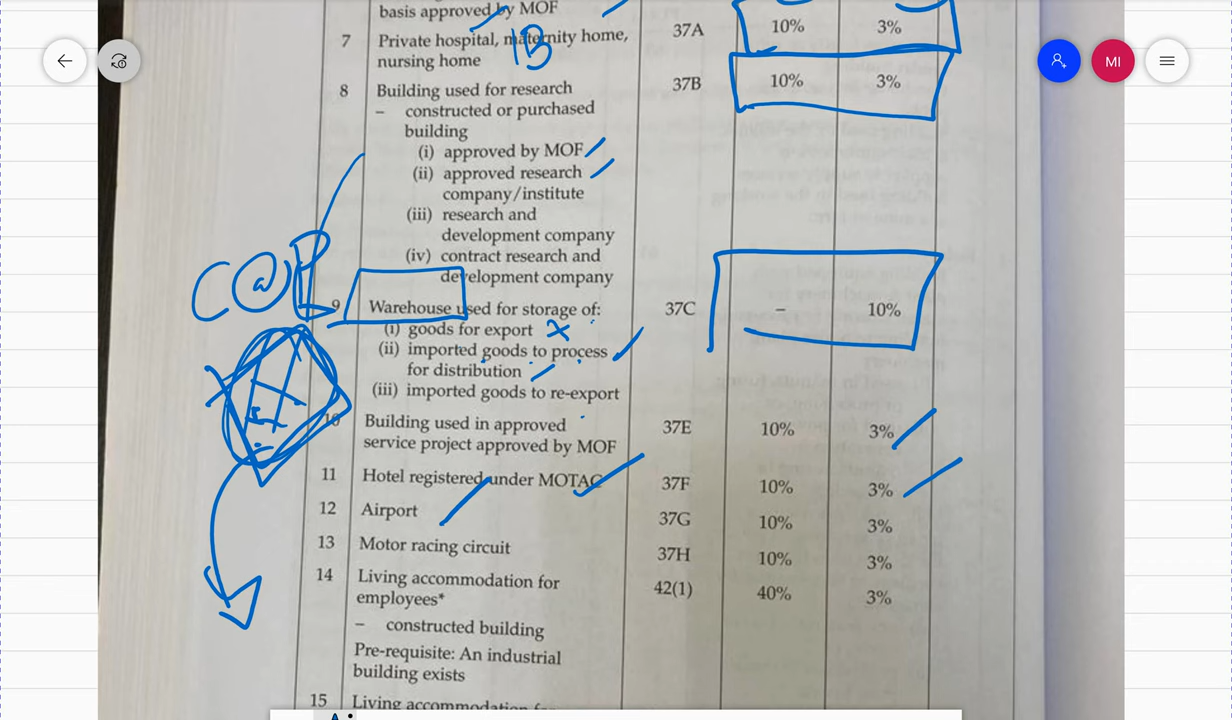 basis approved by MOF
7 Private hospital, maternity home, 37A 10% 3%
nursing home
IB
8 Building used for research 37B 10% 3%
– constructed or purchased
building
(i) approved by MOF
(ii) approved research
company/institute
(iii) research and
development company
(iv) contract research and
development company
9 Warehouse used for storage of: 37C – 10%
(i) goods for export
(ii) imported goods to process
for distribution
(iii) imported goods to re-export
10 Building used in approved 37E 10% 3%
service project approved by MOF
11 Hotel registered under MOTAC 37F 10% 3%
12 Airport 37G 10% 3%
13 Motor racing circuit 37H 10% 3%
14 Living accommodation for 42(1) 40% 3%
employees*
– constructed building
Pre-requisite: An industrial
building exists
15 Living accommodation
MI